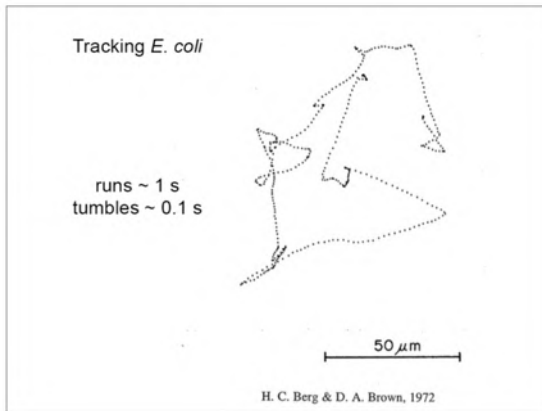 Tracking E. coli
runs ~ 1 s
tumbles ~ 0.1 s
50 μm
H. C. Berg & D. A. Brown, 1972